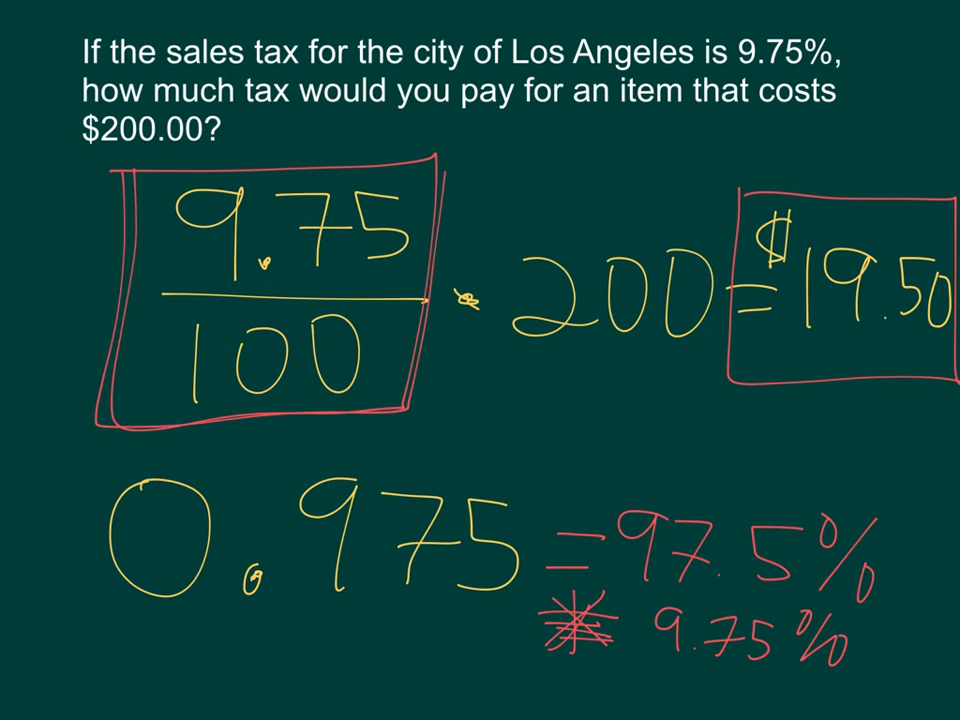 If the sales tax for the city of Los Angeles is 9.75%,
how much tax would you pay for an item that costs
$200.00?
9.75
100
· 200 = $19.50
0.975 = 97.5%
9.75%